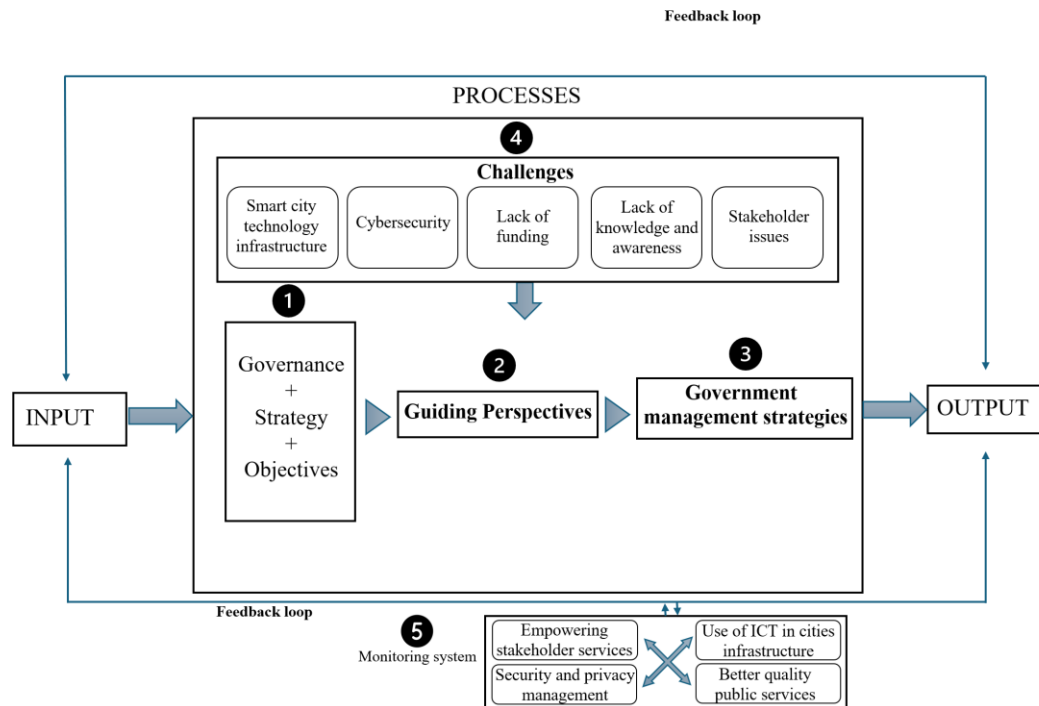 Feedback loop
PROCESSES
4
Challenges
Smart city
technology
infrastructure
Cybersecurity
Lack of
funding
Lack of
knowledge and
awareness
Stakeholder
issues
1
Governance
+
Strategy
+
Objectives
2
Guiding Perspectives
3
Government
management strategies
INPUT
OUTPUT
Feedback loop
5
Monitoring system
Empowering
stakeholder services
Use of ICT in cities
infrastructure
Security and privacy
management
Better quality
public services